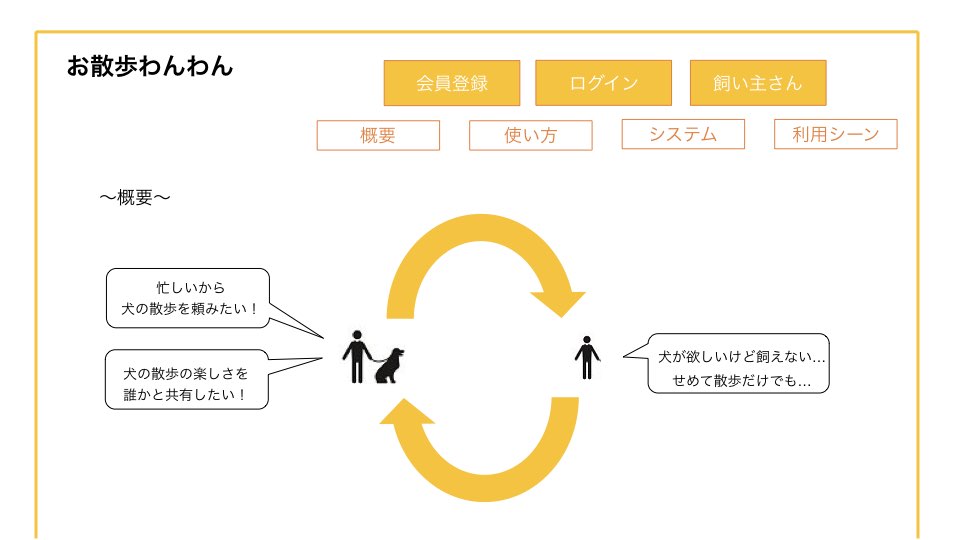 お散歩わんわん
会員登録
ログイン
飼い主さん
概要
使い方
システム
利用シーン
〜概要〜
忙しいから
犬の散歩を頼みたい！
犬の散歩の楽しさを
誰かと共有したい！
犬が欲しいけど飼えない…
せめて散歩だけでも…